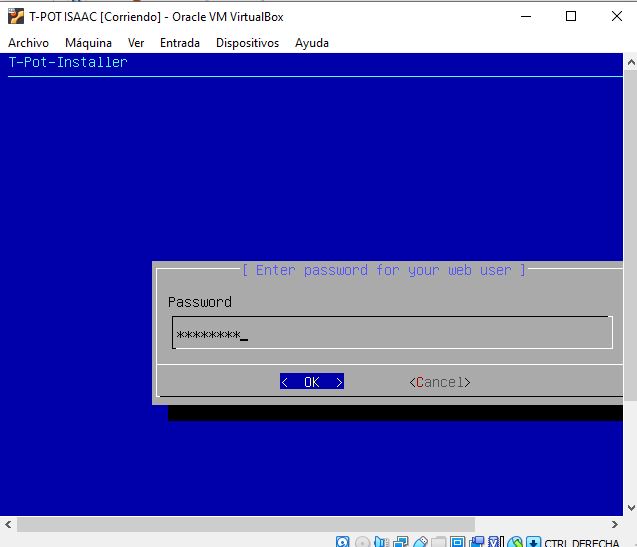 T-POT ISAAC [Corriendo] - Oracle VM VirtualBox
Archivo Máquina Ver Entrada Dispositivos Ayuda
T-Pot-Installer
[ Enter password for your web user ]
Password
********_
< OK > <Cancel>
CTRL DERECHA